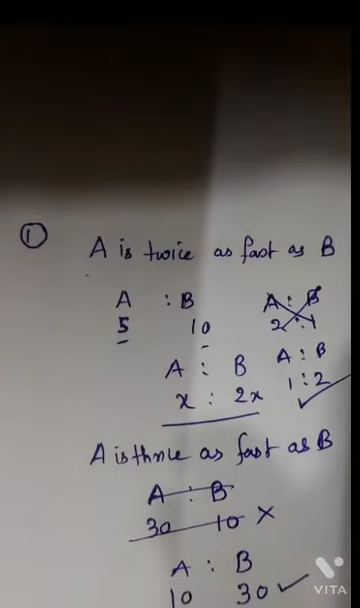 ① A is twice as fast as B
A : B
5 10
A : B
2 : 1
A : B
1 : 2
A : B
x : 2x
A is thrice as fast as B
A : B
30 10 ×
A : B
10 30 ✓
VITA